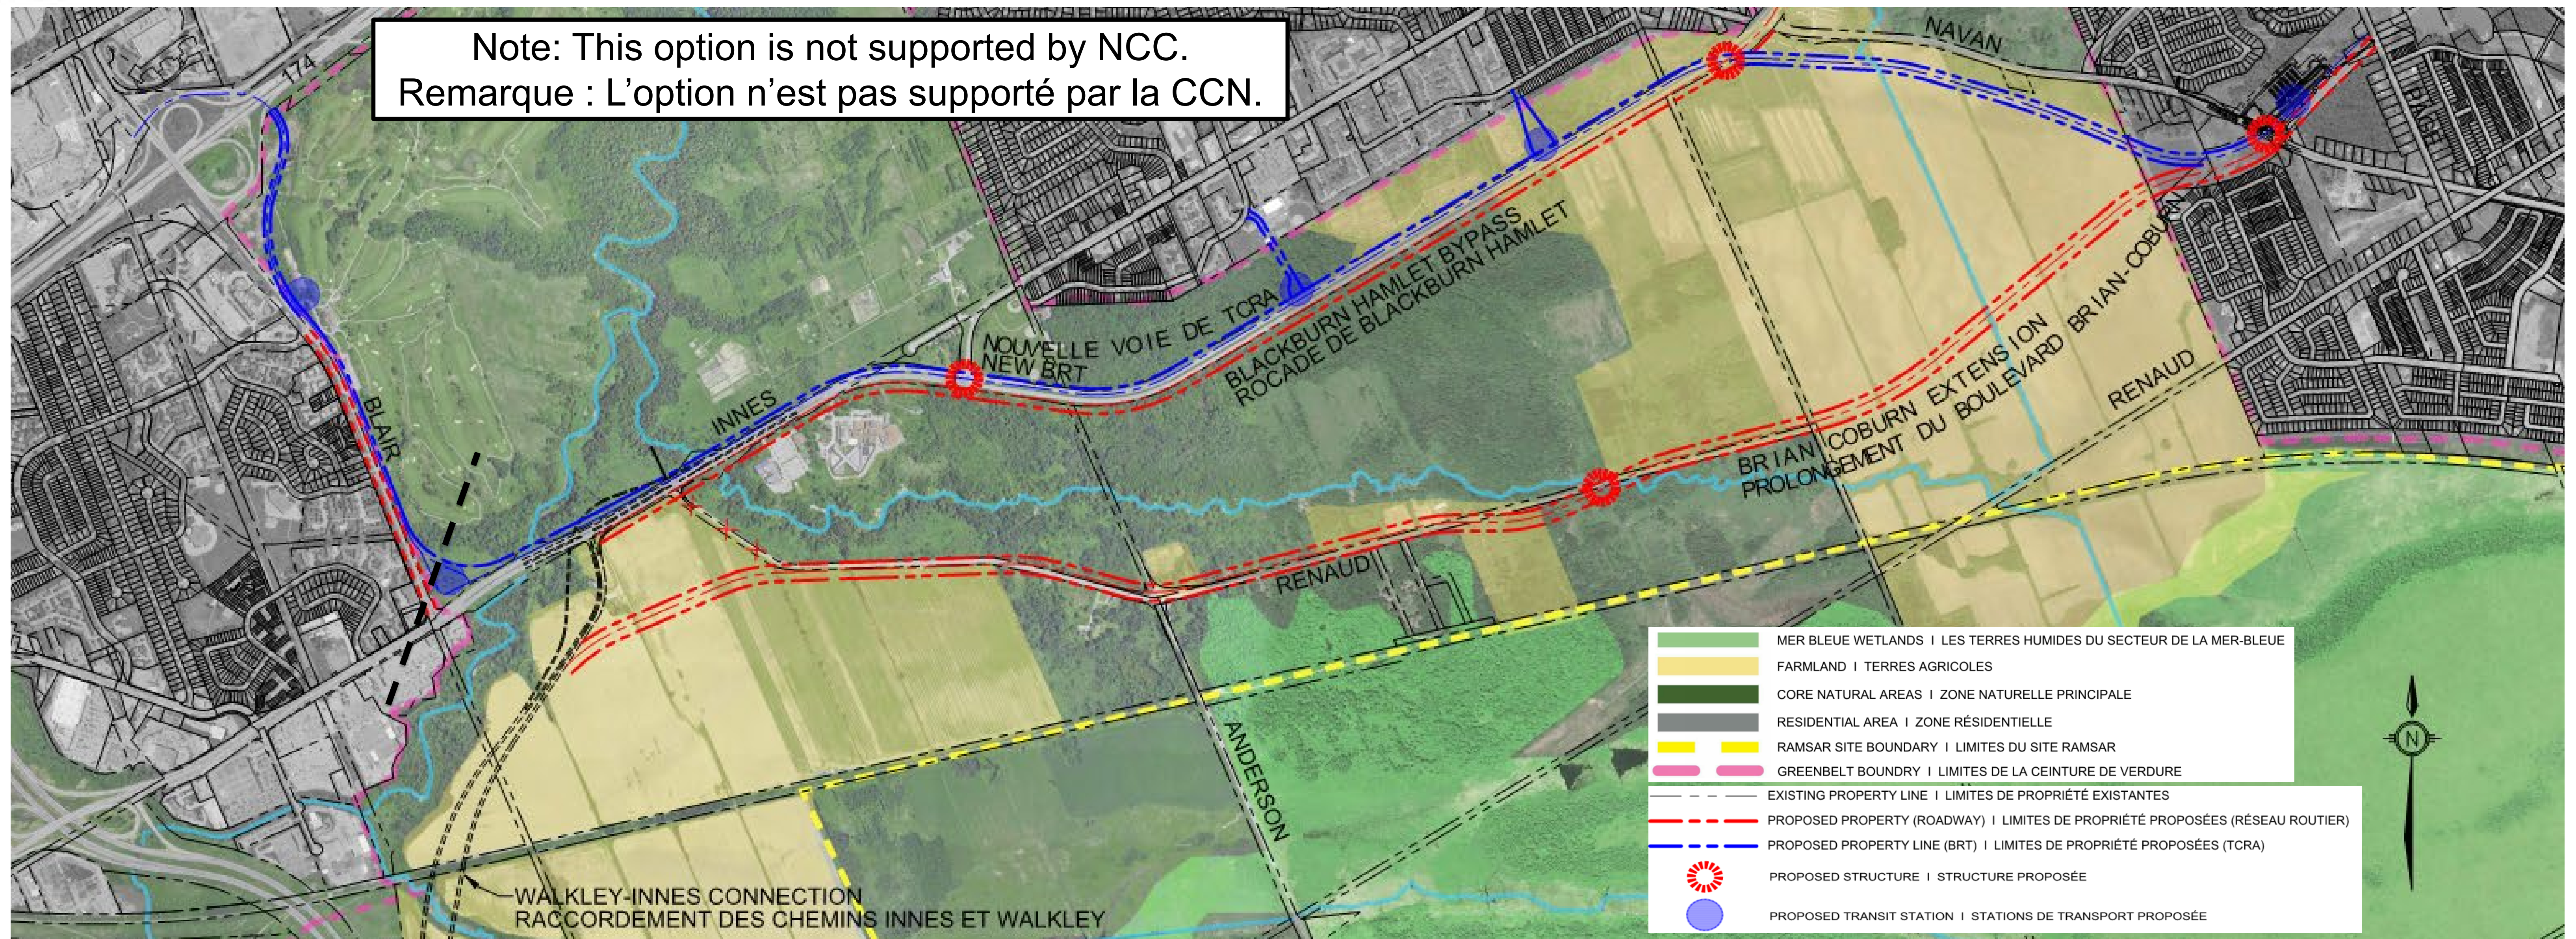 Note: This option is not supported by NCC.
Remarque : L'option n'est pas supporté par la CCN.
174
NAVAN
PAGE
BLAIR
INNES
NOUVELLE VOIE DE TCRA
NEW BRT
BLACKBURN HAMLET BYPASS
ROCADE DE BLACKBURN HAMLET
BRIAN COBURN EXTENSION
PROLONGEMENT DU BOULEVARD BRIAN-COBURN
RENAUD
RENAUD
ANDERSON
WALKLEY-INNES CONNECTION
RACCORDEMENT DES CHEMINS INNES ET WALKLEY
MER BLEUE WETLANDS I LES TERRES HUMIDES DU SECTEUR DE LA MER-BLEUE
FARMLAND I TERRES AGRICOLES
CORE NATURAL AREAS I ZONE NATURELLE PRINCIPALE
RESIDENTIAL AREA I ZONE RÉSIDENTIELLE
RAMSAR SITE BOUNDARY I LIMITES DU SITE RAMSAR
GREENBELT BOUNDRY I LIMITES DE LA CEINTURE DE VERDURE
EXISTING PROPERTY LINE I LIMITES DE PROPRIÉTÉ EXISTANTES
PROPOSED PROPERTY (ROADWAY) I LIMITES DE PROPRIÉTÉ PROPOSÉES (RÉSEAU ROUTIER)
PROPOSED PROPERTY LINE (BRT) I LIMITES DE PROPRIÉTÉ PROPOSÉES (TCRA)
PROPOSED STRUCTURE I STRUCTURE PROPOSÉE
PROPOSED TRANSIT STATION I STATIONS DE TRANSPORT PROPOSÉE
N